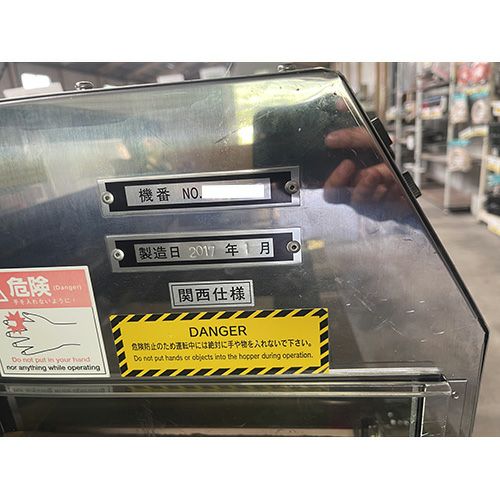 機番 NO.
製造日 2017 年 1 月
関西仕様
危険 (Danger)
手を入れないように!
Do not put in your hand
nor anything while operating
DANGER
危険防止のため運転中には絶対に手や物を入れないで下さい。
Do not put hands or objects into the hopper during operation.